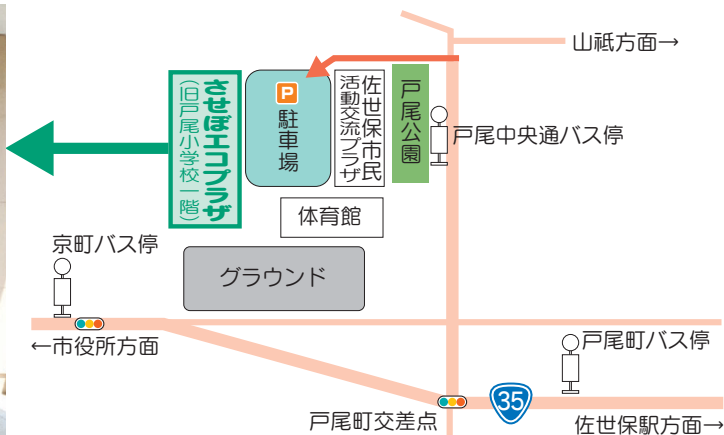 山祇方面→
させぼエコプラザ
(旧戸尾小学校一階)
P
駐車場
佐世保市民
活動交流プラザ
戸尾公園
戸尾中央通バス停
体育館
京町バス停
グラウンド
←市役所方面
戸尾町バス停
戸尾町交差点
35
佐世保駅方面→